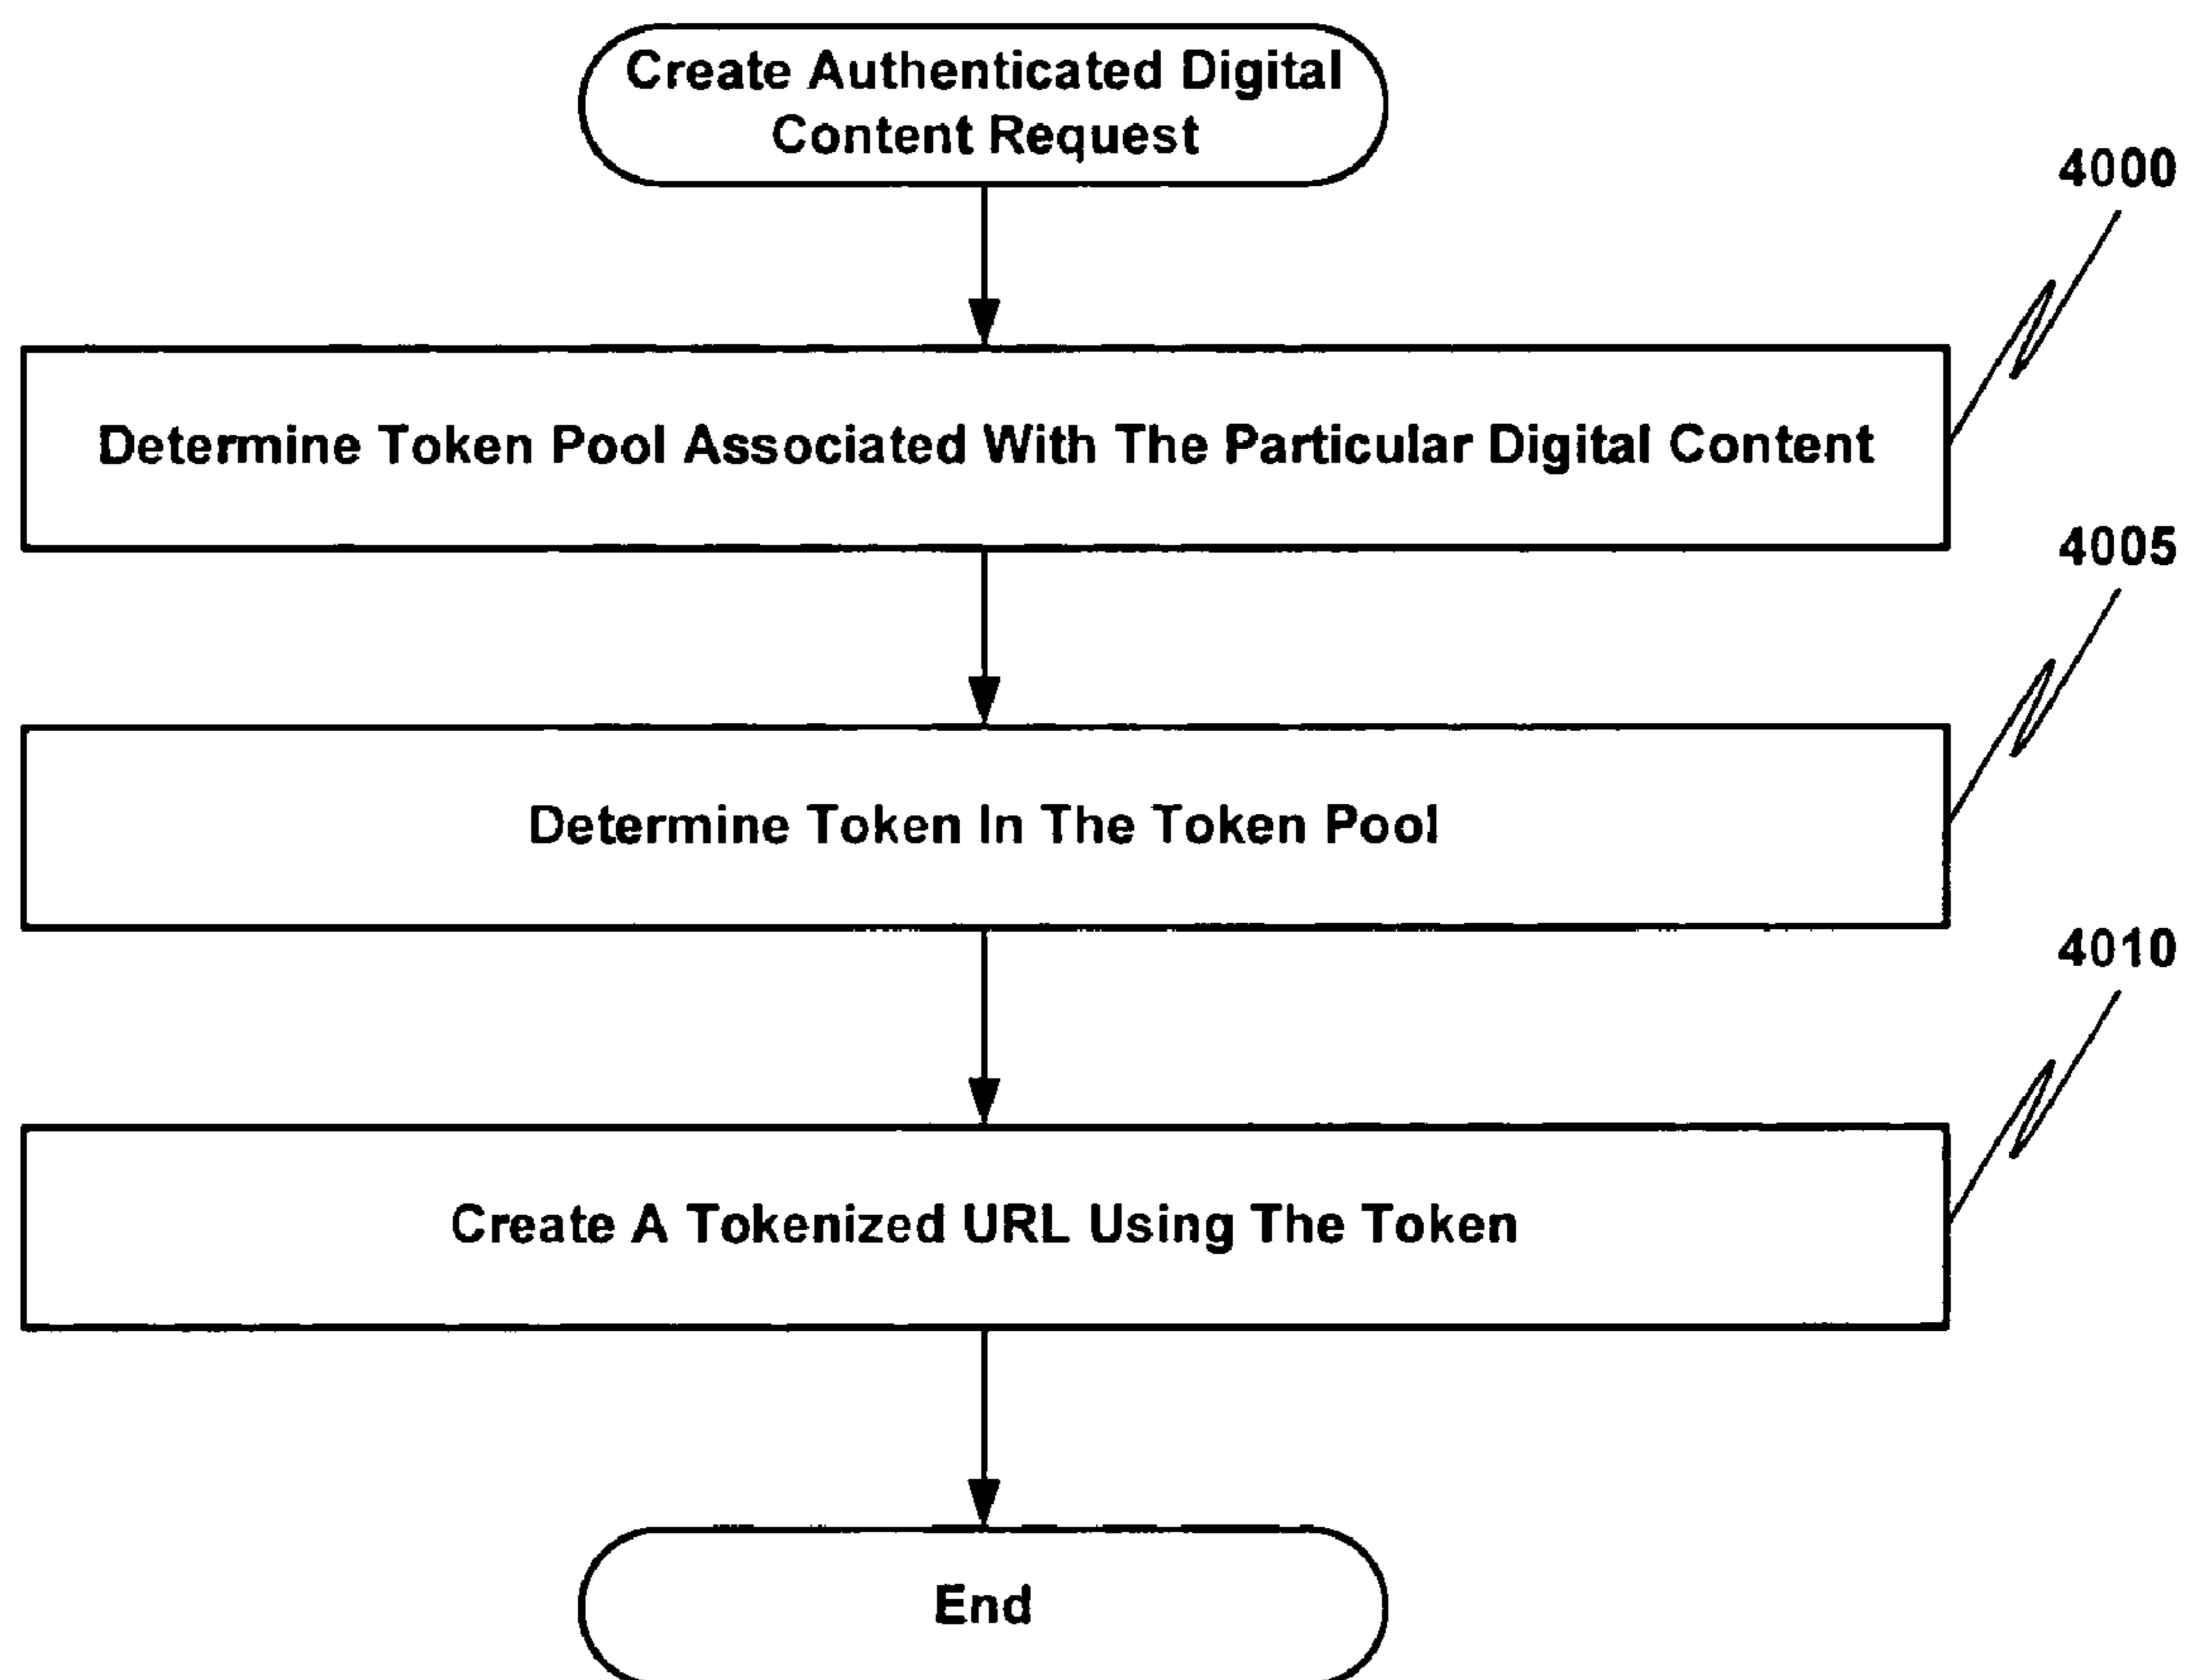 Create Authenticated Digital
Content Request
4000
Determine Token Pool Associated With The Particular Digital Content
4005
Determine Token In The Token Pool
4010
Create A Tokenized URL Using The Token
End